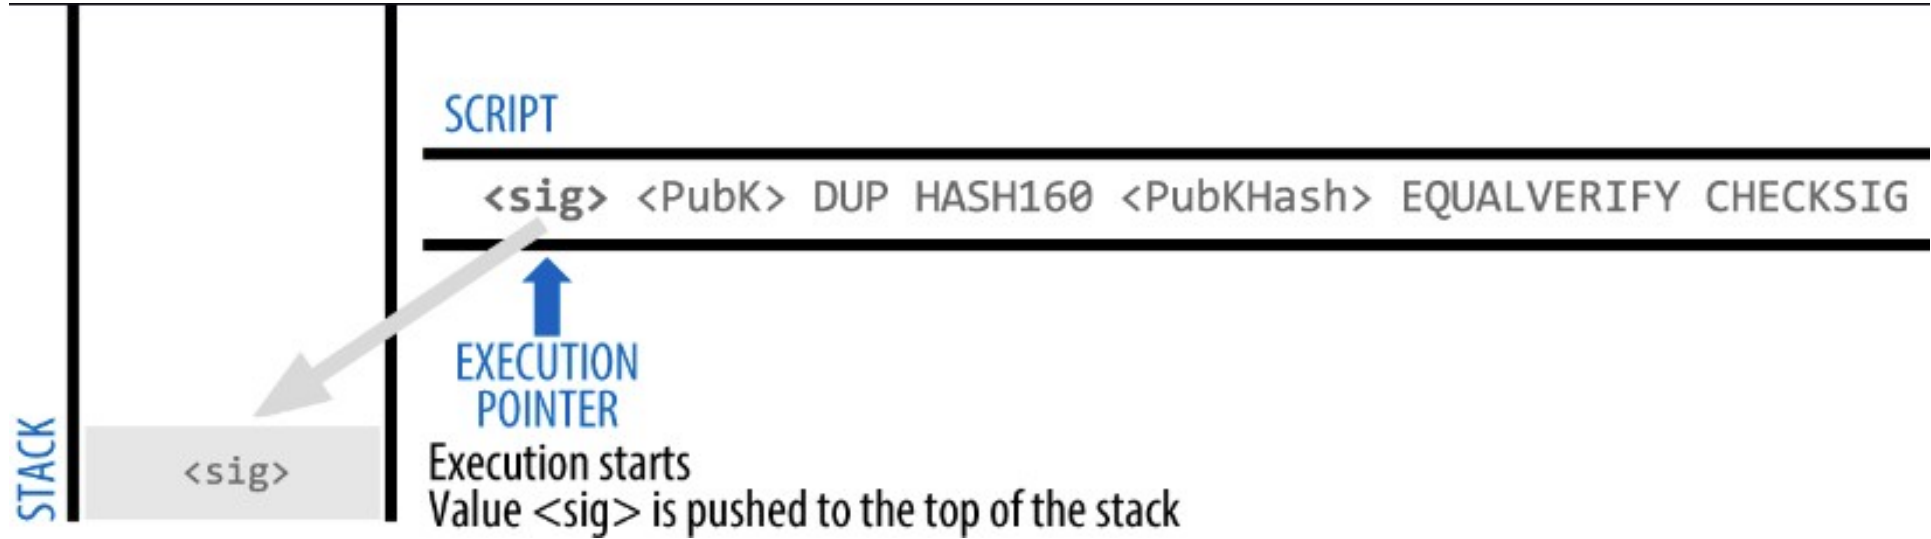 SCRIPT
<sig> <PubK> DUP HASH160 <PubKHash> EQUALVERIFY CHECKSIG
EXECUTION
POINTER
STACK
<sig>
Execution starts
Value <sig> is pushed to the top of the stack